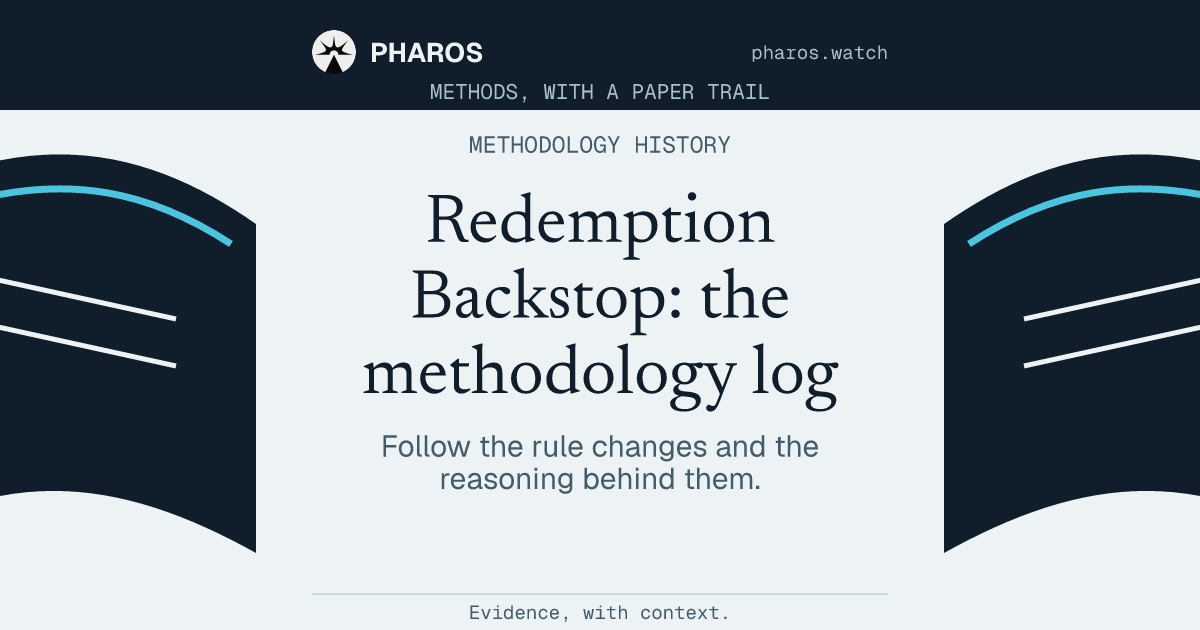 PHAROS
pharos.watch
METHODS, WITH A PAPER TRAIL
METHODOLOGY HISTORY
Redemption
Backstop: the
methodology log
Follow the rule changes and the
reasoning behind them.
Evidence, with context.